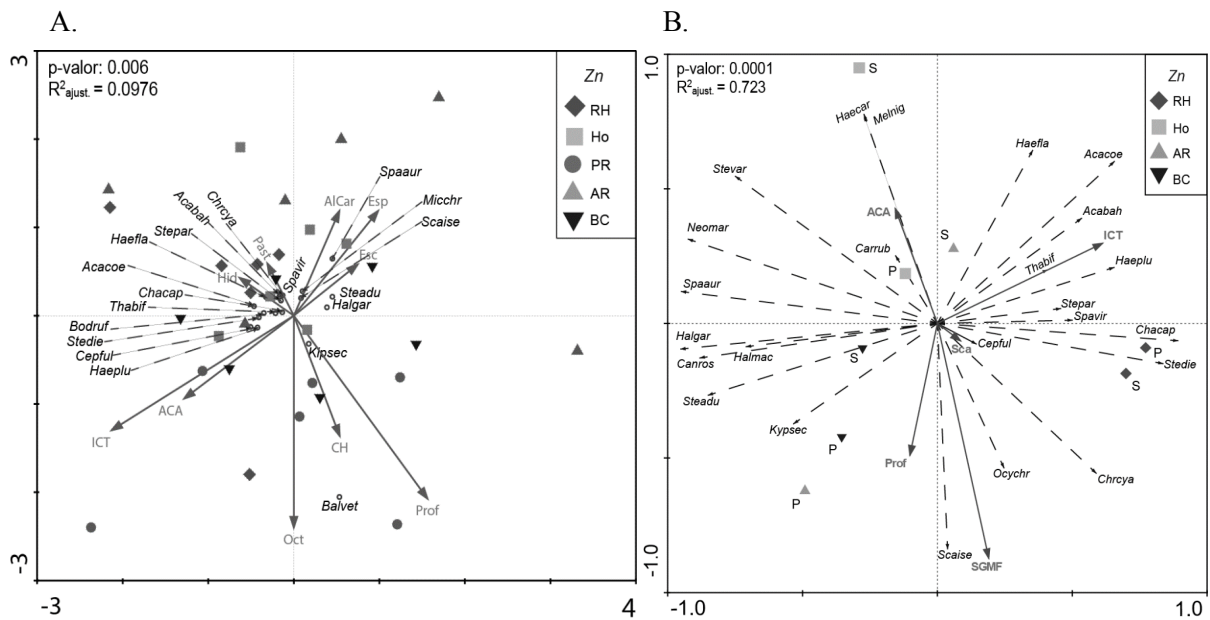 A.
p-valor: 0.006
R²ajust. = 0.0976
Zn
RH
Ho
PR
AR
BC
Spaaur
AlCar
Esp
Micchr
Scaise
Chrcya
Acabah
Stepar
Haefla
Past
Esc
Acacoe
Hid
Spavir
Steadu
Halgar
Chacap
Thabif
Bodruf
Stedie
Cepful
Haeplu
Kipsec
ACA
ICT
CH
Balvet
Prof
Oct
3
-3
-3
4
B.
p-valor: 0.0001
R²ajust. = 0.723
Zn
RH
Ho
AR
BC
S
Haecar
Melnig
Haefla
Acacoe
Stevar
ACA
Acabah
Neomar
S
ICT
Carrub
P
Thabif
Haeplu
Spaaur
Stepar
Spavir
Chacap
Halgar
Canros
Halmac
S
Sca
Cepful
P
Stedie
S
Steadu
Kypsec
P
Prof
Ocychr
Chrcya
P
Scaise
SGMF
1.0
-1.0
-1.0
1.0